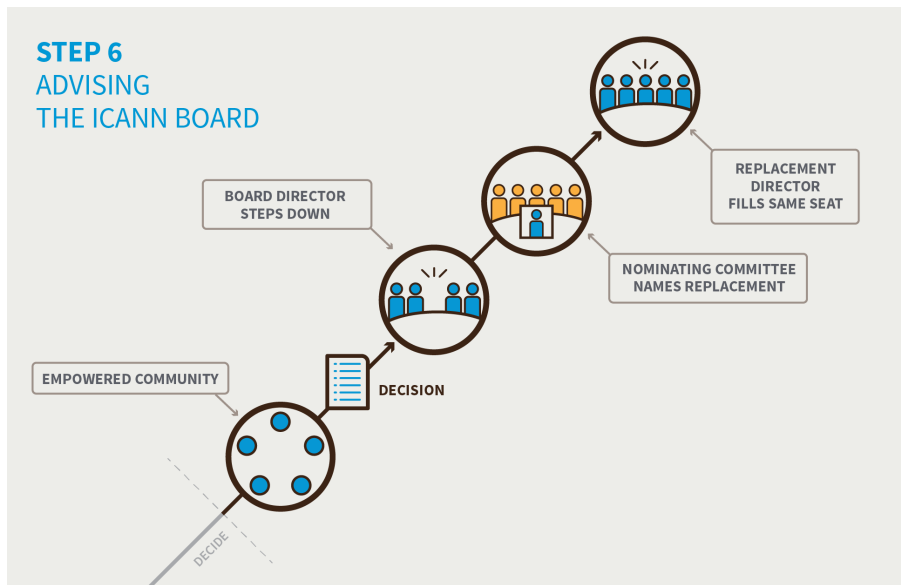 STEP 6
ADVISING
THE ICANN BOARD
REPLACEMENT
DIRECTOR
FILLS SAME SEAT
BOARD DIRECTOR
STEPS DOWN
NOMINATING COMMITTEE
NAMES REPLACEMENT
EMPOWERED COMMUNITY
DECISION
DECIDE